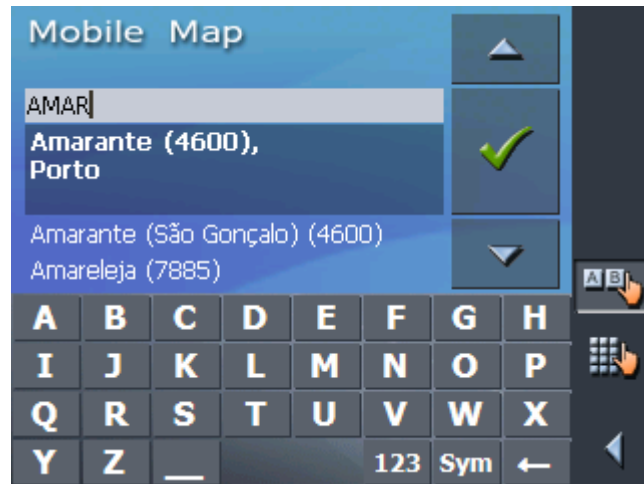 Mobile Map
AMAR
Amarante (4600),
Porto
Amarante (São Gonçalo) (4600)
Amareleja (7885)
A B
A B C D E F G H
I J K L M N O P
Q R S T U V W X
Y Z _ 123 Sym ←